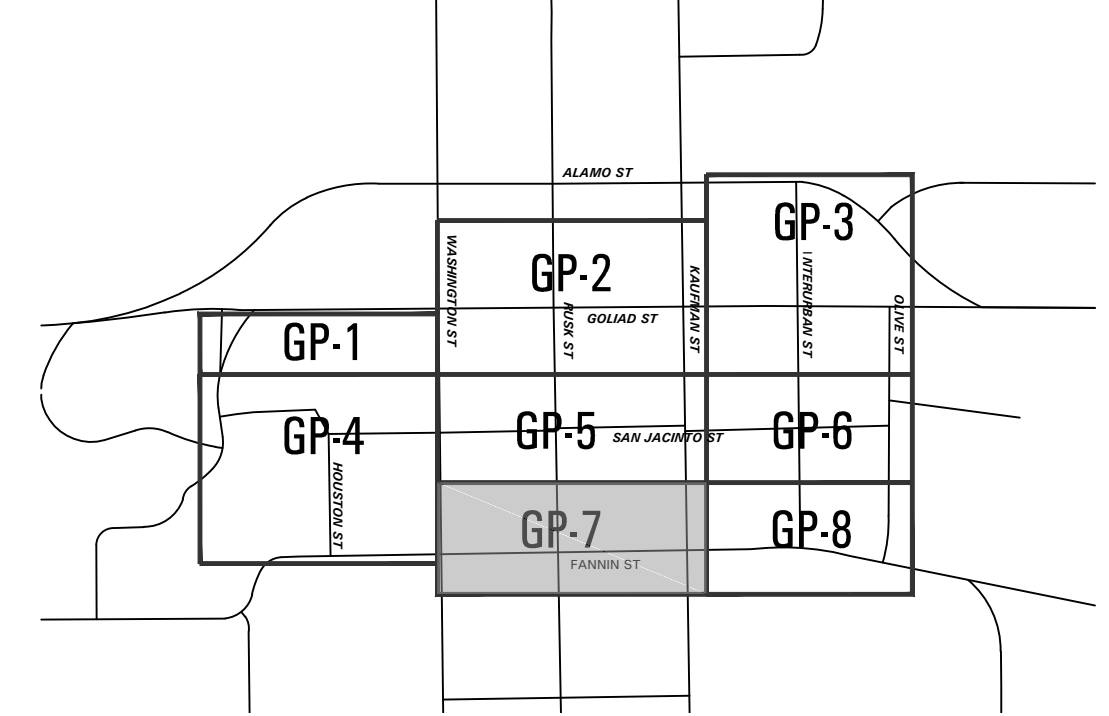 ALAMO ST
GP-3
GP-2
WASHINGTON ST
RUSK ST
GOLIAD ST
KAUFMAN ST
INTERURBAN ST
OLIVE ST
GP-1
GP-4
GP-5
SAN JACINTO ST
GP-6
HOUSTON ST
GP-7
GP-8
FANNIN ST